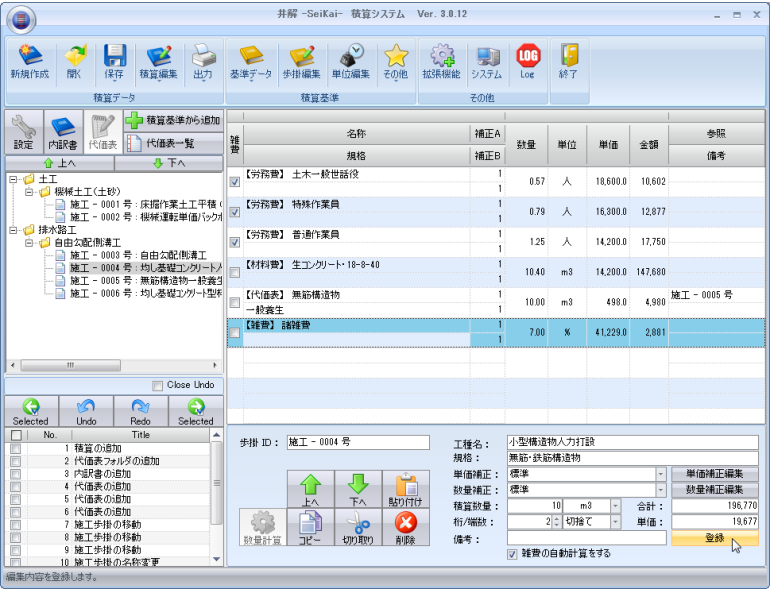 井解 -SeiKai- 積算システム Ver. 3.0.12
新規作成 開く 保存 積算編集 出力 基準データ 歩掛編集 単位編集 その他 拡張機能 システム Log 終了
LOG
積算データ 積算基準 その他
設定 内訳書 代価表 積算基準から追加
代価表一覧
上へ 下へ
土工
機械土工(土砂)
施工 - 0001 号:床掘作業土工平積
施工 - 0002 号:機械運転単価バックホ
排水路工
自由勾配側溝工
施工 - 0003 号:自由勾配側溝工
施工 - 0004 号:均し基礎コンクリート人
施工 - 0005 号:無筋構造物一般養生
施工 - 0006 号:均し基礎コンクリート型枠
雑費 名称 補正A 数量 単位 単価 金額 参照
規格 補正B 備考
【労務費】 土木一般世話役 1 0.57 人 18,600.0 10,602
1
【労務費】 特殊作業員 1 0.79 人 16,300.0 12,877
1
【労務費】 普通作業員 1 1.25 人 14,200.0 17,750
1
【材料費】 生コンクリート・18-8-40 1 10.40 m3 14,200.0 147,680
1
【代価表】 無筋構造物 1 10.00 m3 498.0 4,980 施工 - 0005 号
一般養生 1
【雑費】 諸雑費 1 7.00 % 41,229.0 2,881
1
Close Undo
Selected Undo Redo Selected
No. Title
1 積算の追加
2 代価表フォルダの追加
3 内訳書の追加
4 代価表の追加
5 代価表の追加
6 代価表の追加
7 施工歩掛の移動
8 施工歩掛の移動
9 施工歩掛の移動
10 施工歩掛の名称変更
歩掛 ID: 施工 - 0004 号
上へ 下へ 貼り付け
数量計算 コピー 切り取り 削除
工種名: 小型構造物人力打設
規格: 無筋・鉄筋構造物
単価補正: 標準 単価補正編集
数量補正: 標準 数量補正編集
積算数量: 10 m3 合計: 196,770
桁/端数: 2 切捨て 単価: 19,677
備考: 登録
雑費の自動計算をする
編集内容を登録します。